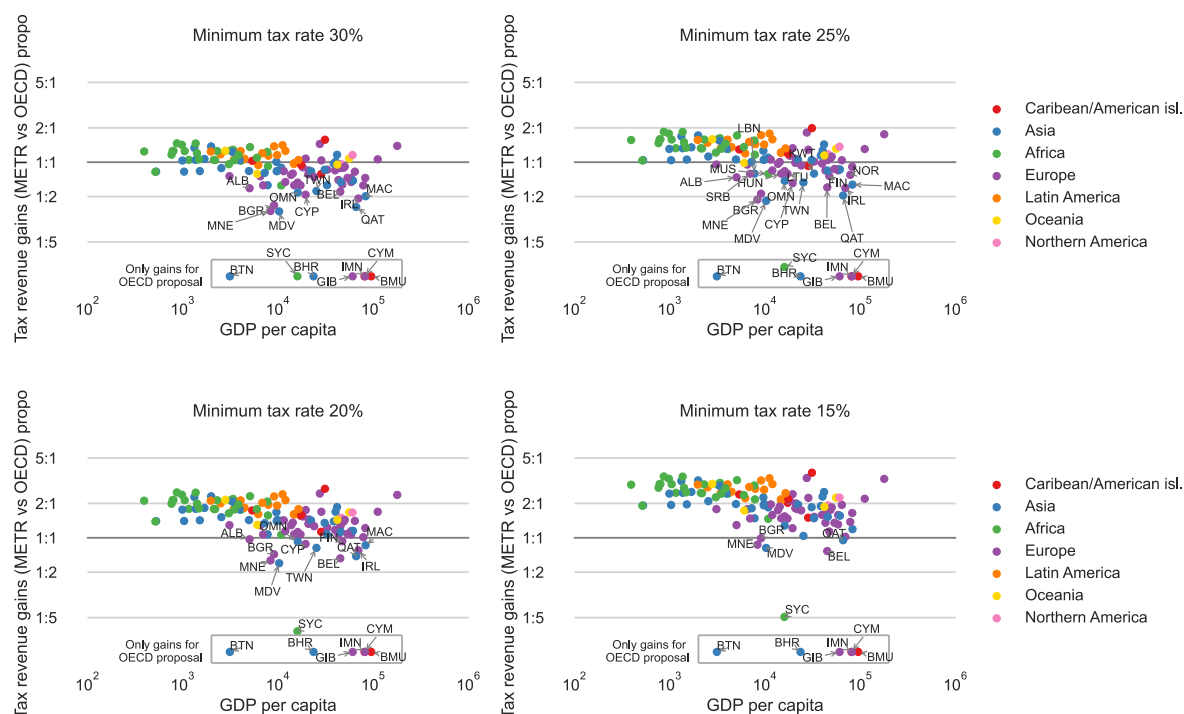 Minimum tax rate 30%
Tax revenue gains (METR vs OECD) propo
5:1
2:1
1:1
1:2
1:5
ALB
TWN
MAC
OMN
BEL
BGR
CYP
IRL
MNE
MDV
QAT
SYC
CYM
Only gains for
OECD proposal
BTN
BHR
IMN
GIB
BMU
10^2
10^3
10^4
10^5
10^6
GDP per capita
Minimum tax rate 25%
Tax revenue gains (METR vs OECD) propo
5:1
2:1
1:1
1:2
1:5
LBN
KWT
MUS
NOR
ALB
HUN
LTU
FIN
MAC
SRB
OMN
IRL
BGR
MNE
CYP
TWN
BEL
MDV
QAT
SYC
CYM
Only gains for
OECD proposal
BTN
BHR
IMN
GIB
BMU
10^2
10^3
10^4
10^5
10^6
GDP per capita
Caribean/American isl.
Asia
Africa
Europe
Latin America
Oceania
Northern America
Minimum tax rate 20%
Tax revenue gains (METR vs OECD) propo
5:1
2:1
1:1
1:2
1:5
OMN
ALB
FIN
MAC
BGR
CYP
QAT
MNE
BEL
IRL
TWN
MDV
SYC
CYM
Only gains for
OECD proposal
BTN
BHR
IMN
GIB
BMU
10^2
10^3
10^4
10^5
10^6
GDP per capita
Minimum tax rate 15%
Tax revenue gains (METR vs OECD) propo
5:1
2:1
1:1
1:2
1:5
BGR
QAT
MNE
MDV
BEL
SYC
CYM
Only gains for
OECD proposal
BTN
BHR
IMN
GIB
BMU
10^2
10^3
10^4
10^5
10^6
GDP per capita
Caribean/American isl.
Asia
Africa
Europe
Latin America
Oceania
Northern America